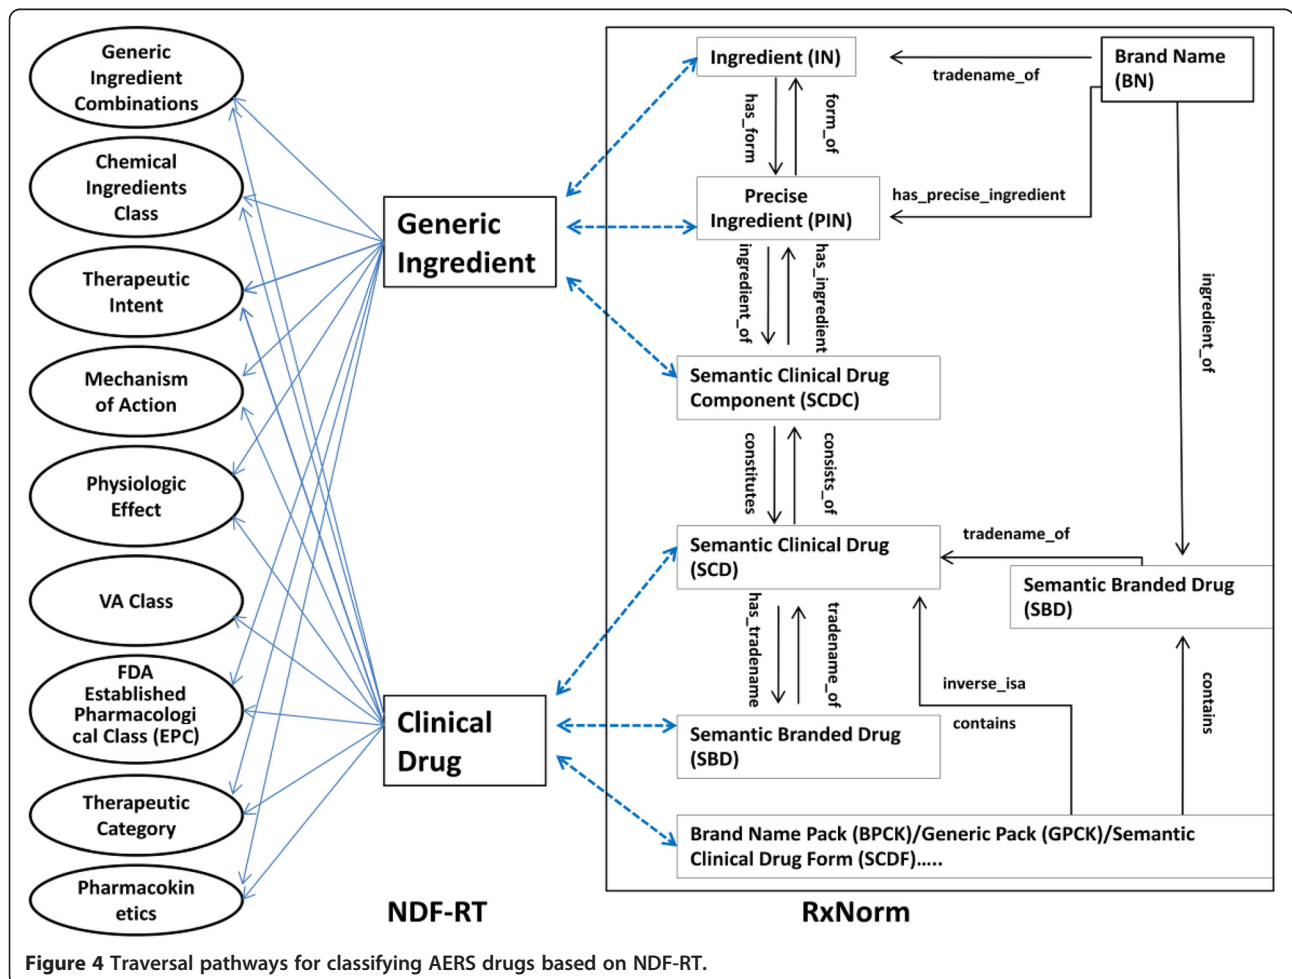 Generic
Ingredient
Combinations
Chemical
Ingredients
Class
Therapeutic
Intent
Mechanism
of Action
Physiologic
Effect
VA Class
FDA
Established
Pharmacologi
cal Class (EPC)
Therapeutic
Category
Pharmacokin
etics
Generic
Ingredient
Clinical
Drug
NDF-RT
Ingredient (IN)
tradename_of
Brand Name
(BN)
has_form
form_of
Precise
Ingredient (PIN)
has_precise_ingredient
ingredient_of
has_ingredient
ingredient_of
Semantic Clinical Drug
Component (SCDC)
constitutes
consists_of
Semantic Clinical Drug
(SCD)
tradename_of
Semantic Branded Drug
(SBD)
has_tradename
tradename_of
inverse_isa
contains
contains
Semantic Branded Drug
(SBD)
Brand Name Pack (BPCK)/Generic Pack (GPCK)/Semantic
Clinical Drug Form (SCDF).....
RxNorm
Figure 4 Traversal pathways for classifying AERS drugs based on NDF-RT.